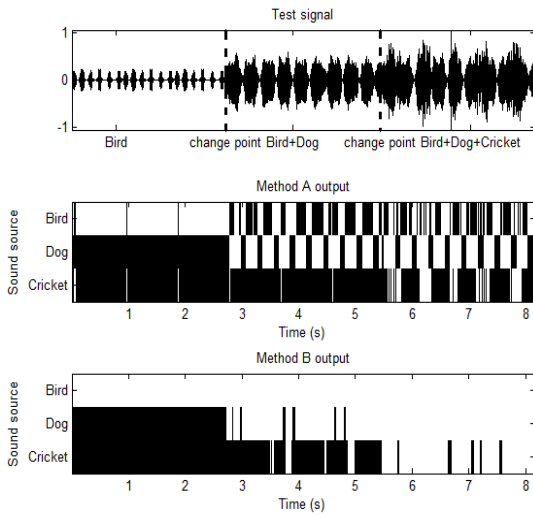 Test signal
1
0
-1
Bird change point Bird+Dog change point Bird+Dog+Cricket
Method A output
Sound source
Bird
Dog
Cricket
1 2 3 4 5 6 7 8
Time (s)
Method B output
Sound source
Bird
Dog
Cricket
1 2 3 4 5 6 7 8
Time (s)